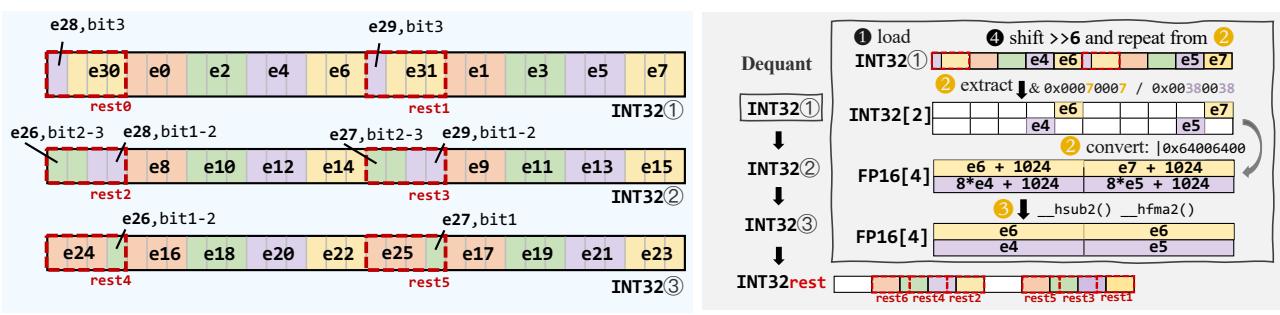 e28,bit3
e29,bit3
e30 e0 e2 e4 e6 e31 e1 e3 e5 e7
rest0 rest1 INT32①
e26,bit2-3 e28,bit1-2 e27,bit2-3 e29,bit1-2
e8 e10 e12 e14 e9 e11 e13 e15
rest2 rest3 INT32②
e26,bit1-2 e27,bit1
e24 e16 e18 e20 e22 e25 e17 e19 e21 e23
rest4 rest5 INT32③
Dequant
INT32①
INT32②
INT32③
INT32rest
❶ load ❹ shift >>6 and repeat from ❷
INT32① e4 e6 e5 e7
❷ extract & 0x00070007 / 0x00380038
INT32[2] e6 e7
e4 e5
❷ convert: |0x64006400
FP16[4] e6 + 1024 e7 + 1024
8*e4 + 1024 8*e5 + 1024
❸ __hsub2() __hfma2()
FP16[4] e6 e6
e4 e5
rest6 rest4 rest2 rest5 rest3 rest1